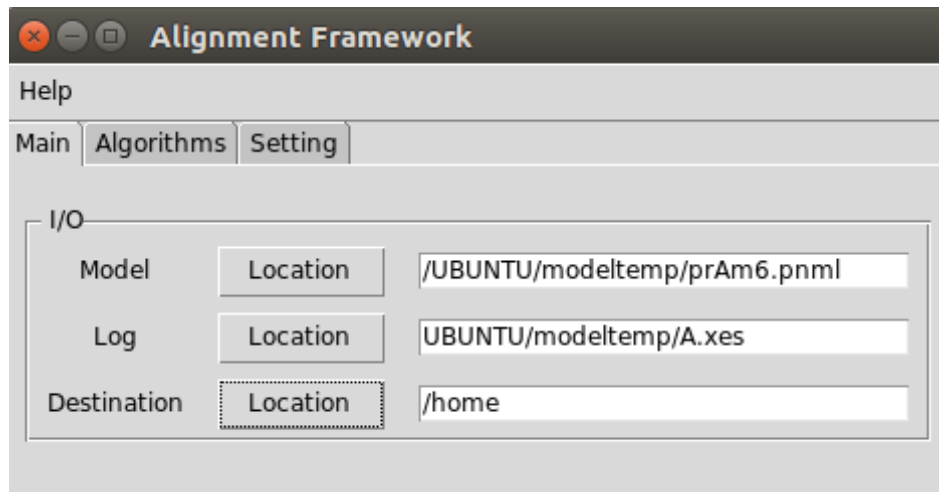 Alignment Framework
Help
Main Algorithms Setting
I/O
Model Location /UBUNTU/modeltemp/prAm6.pnml
Log Location UBUNTU/modeltemp/A.xes
Destination Location /home